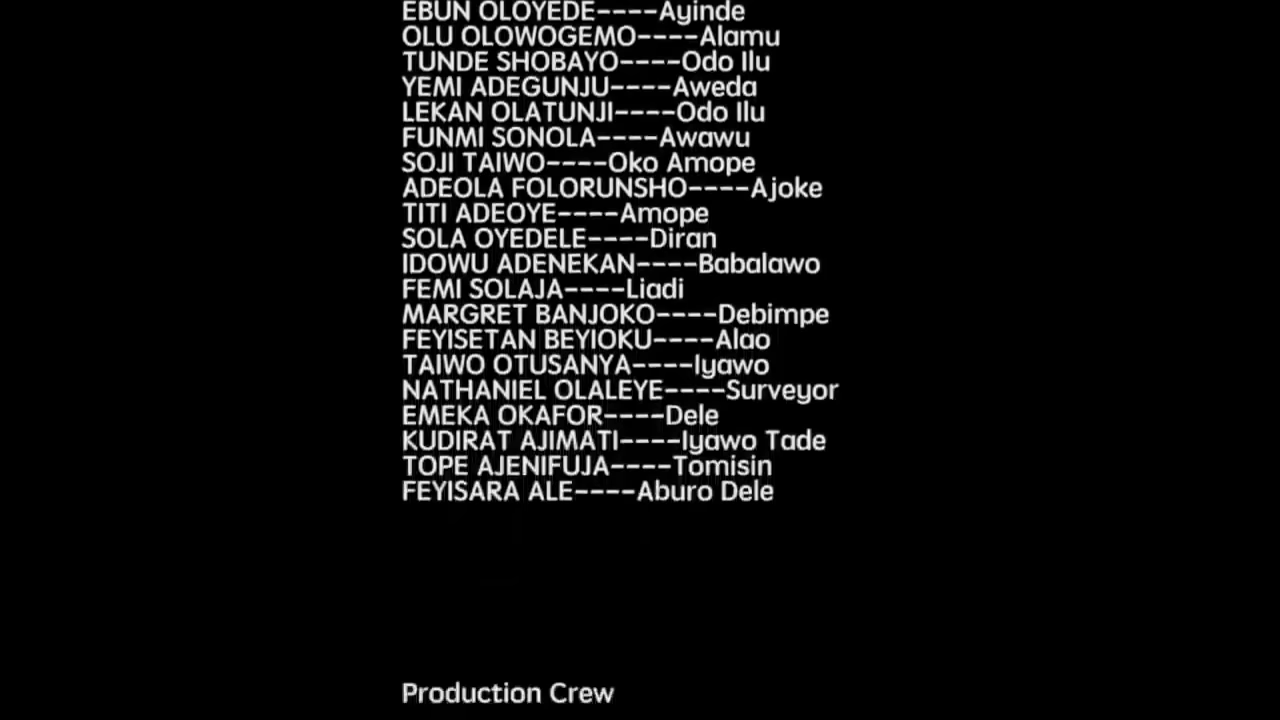 EBUN OLOYEDE----Ayinde
OLU OLOWOGEMO----Alamu
TUNDE SHOBAYO----Odo Ilu
YEMI ADEGUNJU----Aweda
LEKAN OLATUNJI----Odo Ilu
FUNMI SONOLA----Awawu
SOJI TAIWO----Oko Amope
ADEOLA FOLORUNSHO----Ajoke
TITI ADEOYE----Amope
SOLA OYEDELE----Diran
IDOWU ADENEKAN----Babalawo
FEMI SOLAJA----Liadi
MARGRET BANJOKO----Debimpe
FEYISETAN BEYIOKU----Alao
TAIWO OTUSANYA----Iyawo
NATHANIEL OLALEYE----Surveyor
EMEKA OKAFOR----Dele
KUDIRAT AJIMATI----Iyawo Tade
TOPE AJENIFUJA----Tomisin
FEYISARA ALE----Aburo Dele
Production Crew